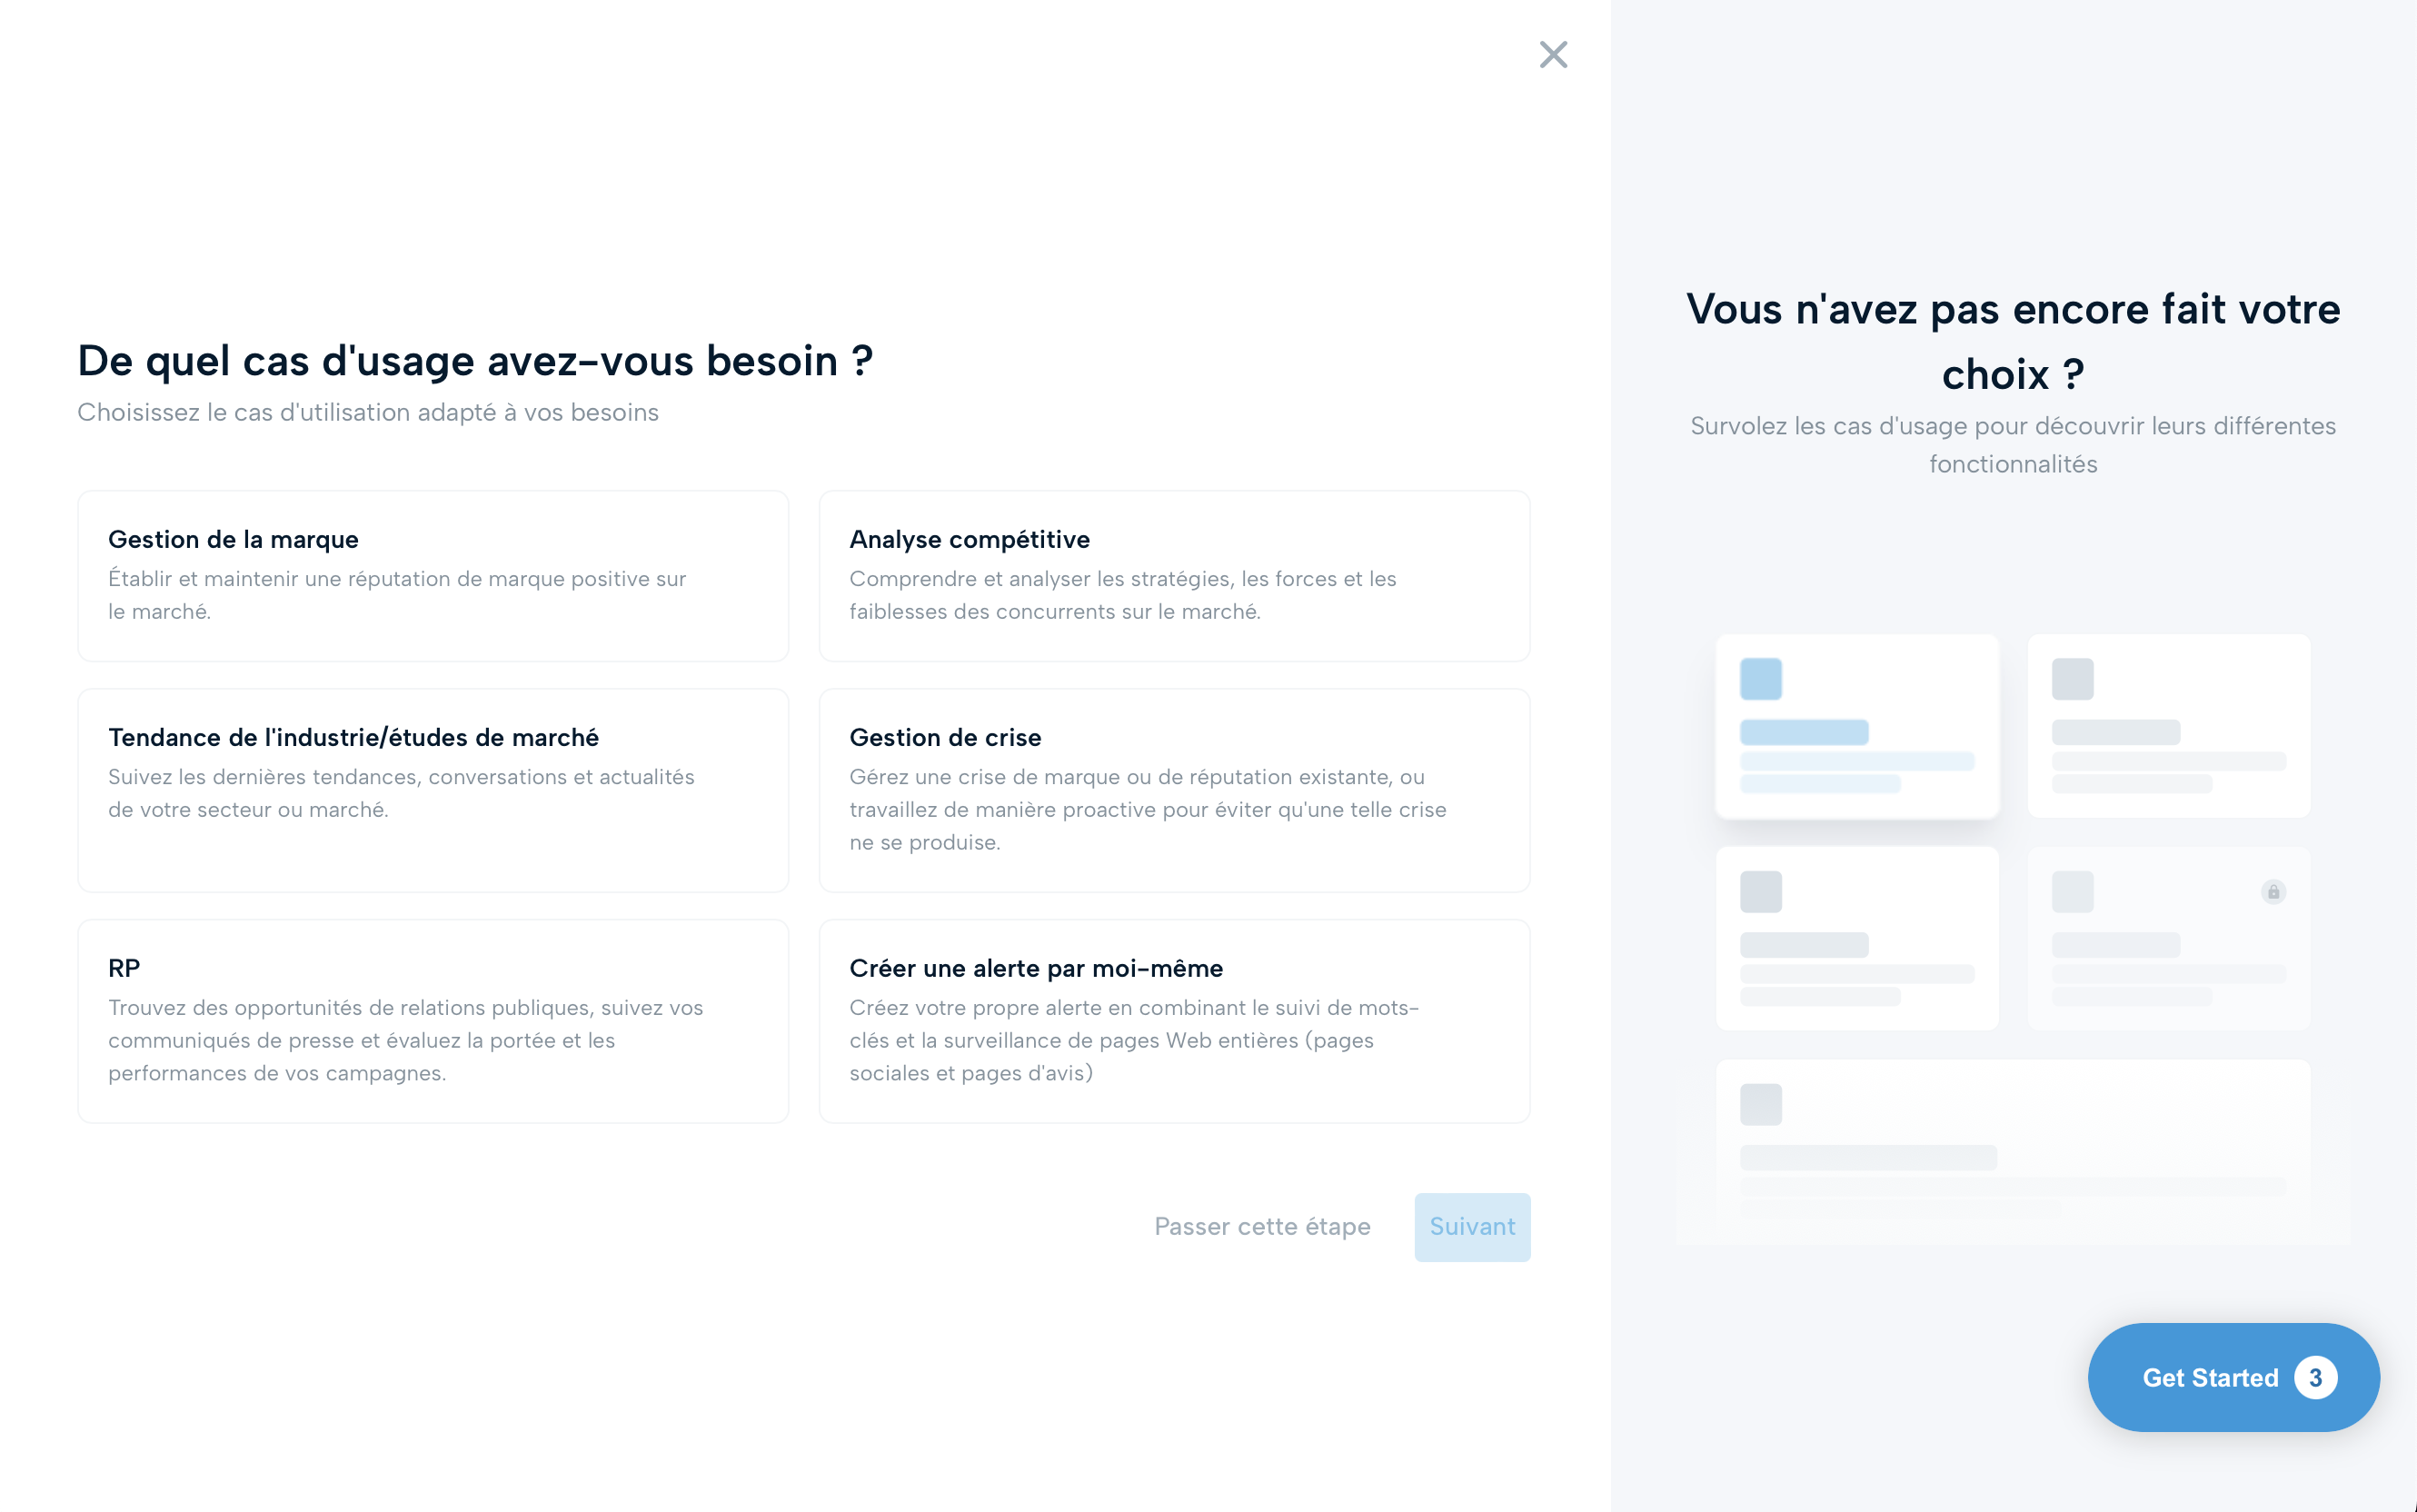 De quel cas d'usage avez-vous besoin ?
Choisissez le cas d'utilisation adapté à vos besoins
Gestion de la marque
Établir et maintenir une réputation de marque positive sur
le marché.
Analyse compétitive
Comprendre et analyser les stratégies, les forces et les
faiblesses des concurrents sur le marché.
Tendance de l'industrie/études de marché
Suivez les dernières tendances, conversations et actualités
de votre secteur ou marché.
Gestion de crise
Gérez une crise de marque ou de réputation existante, ou
travaillez de manière proactive pour éviter qu'une telle crise
ne se produise.
RP
Trouvez des opportunités de relations publiques, suivez vos
communiqués de presse et évaluez la portée et les
performances de vos campagnes.
Créer une alerte par moi-même
Créez votre propre alerte en combinant le suivi de mots-
clés et la surveillance de pages Web entières (pages
sociales et pages d'avis)
Passer cette étape
Suivant
Vous n'avez pas encore fait votre
choix ?
Survolez les cas d'usage pour découvrir leurs différentes
fonctionnalités
Get Started 3